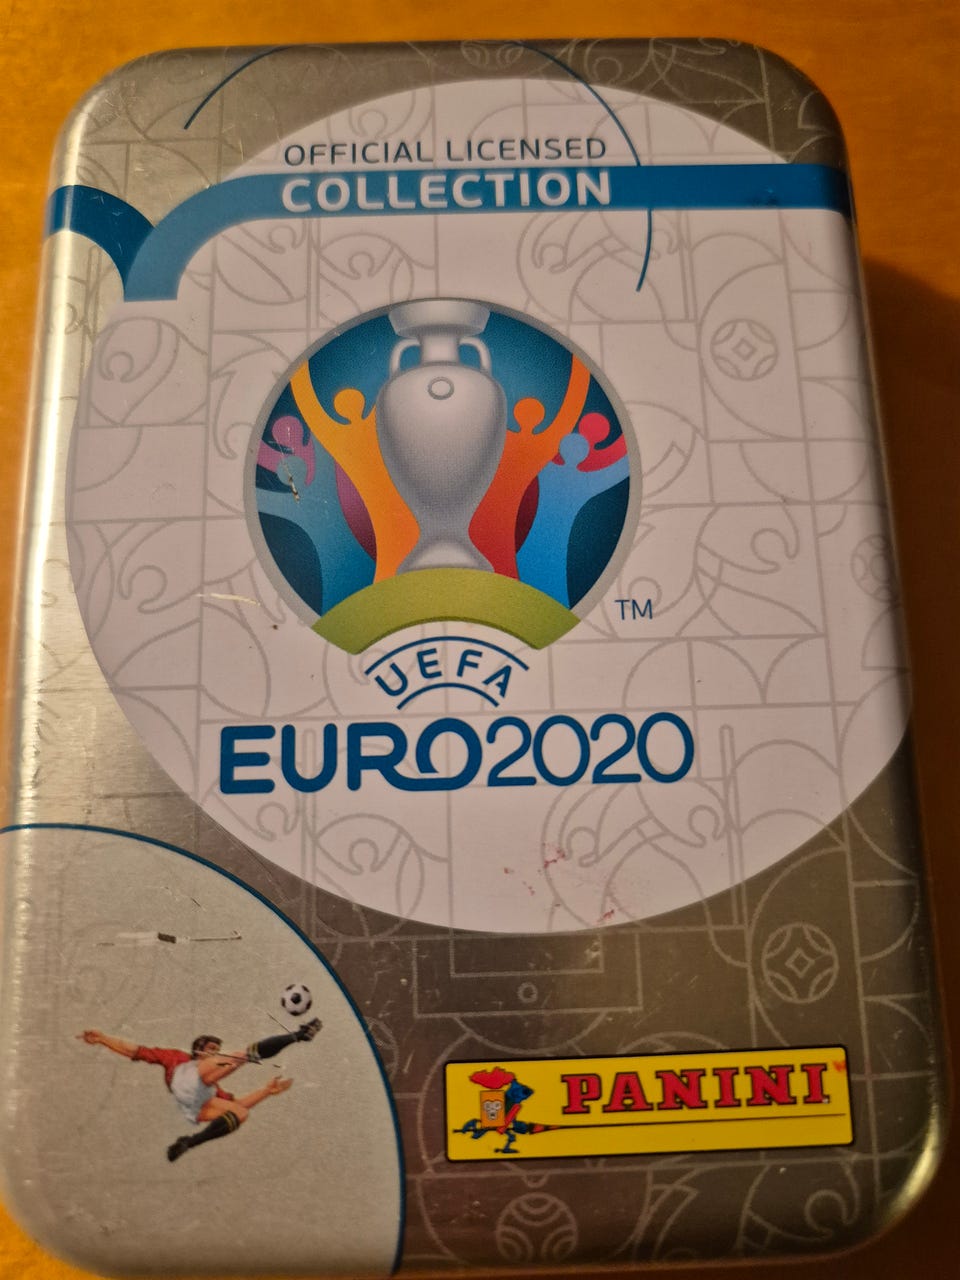 OFFICIAL LICENSED
COLLECTION
TM
UEFA
EURO2020
PANINI